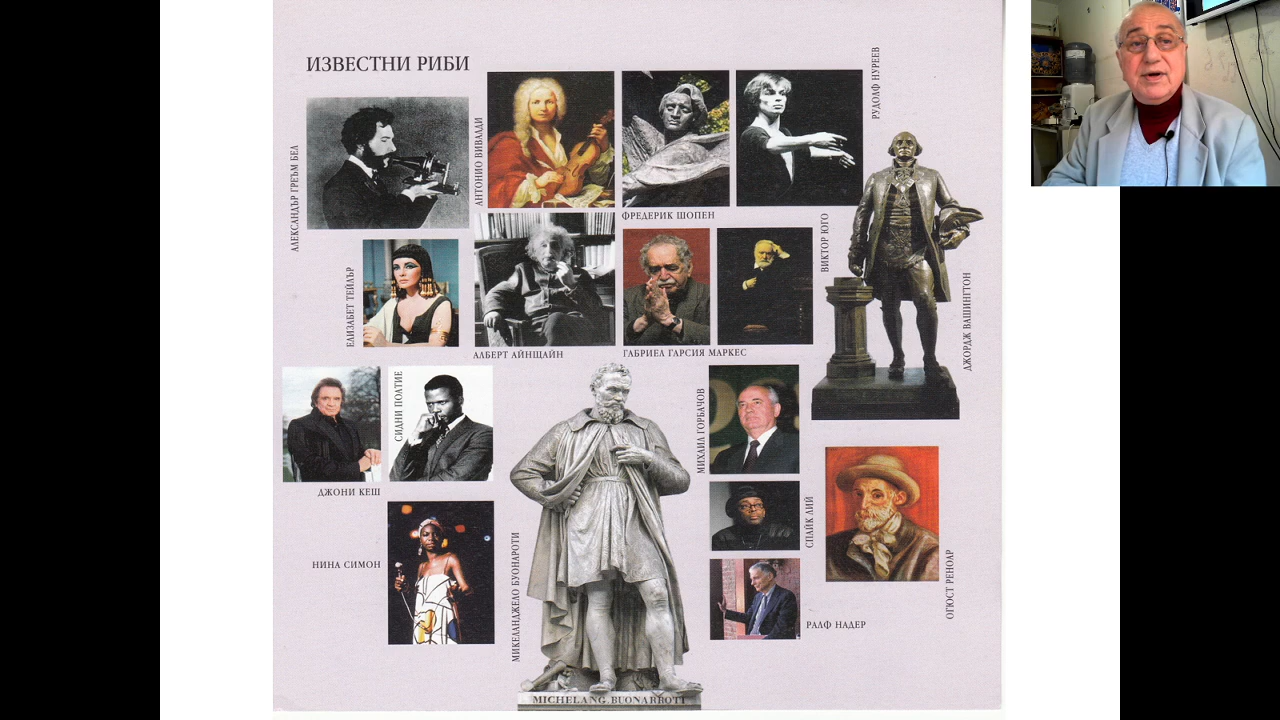 ИЗВЕСТНИ РИБИ
АЛЕКСАНДЪР ГРЕЪМ БЕЛ
АНТОНИО ВИВАЛДИ
ФРЕДЕРИК ШОПЕН
РУДОЛФ НУРЕЕВ
ЕЛИЗАБЕТ ТЕЙЛЪР
АЛБЕРТ АЙНЩАЙН
ГАБРИЕЛ ГАРСИЯ МАРКЕС
ВИКТОР ЮГО
ДЖОРДЖ ВАШИНГТОН
ДЖОНИ КЕШ
СИДНИ ПОАТИЕ
МИХАИЛ ГОРБАЧОВ
НИНА СИМОН
МИКЕЛАНДЖЕЛО БУОНАРОТИ
СПАЙК ЛИЙ
РАЛФ НАДЕР
ОГЮСТ РЕНОАР
MICHELANG. BUONARROTI